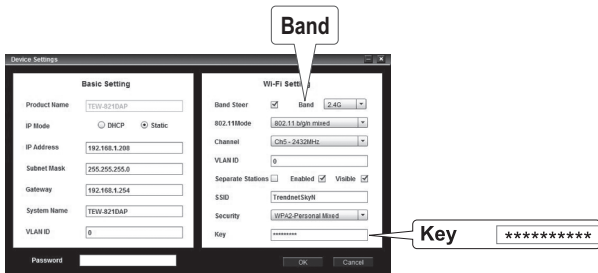 Band
Device Settings
Basic Setting
Product Name TEW-821DAP
IP Mode DHCP Static
IP Address 192.168.1.208
Subnet Mask 255.255.255.0
Gateway 192.168.1.254
System Name TEW-821DAP
VLAN ID 0
Password
Wi-Fi Setting
Band Steer Band 2.4G
802.11Mode 802.11 b/g/n mixed
Channel Ch5 - 2432MHz
VLAN ID 0
Separate Stations Enabled Visible
SSID TrendnetSkyN
Security WPA2-Personal Mixed
Key *********
OK Cancel
Key **********